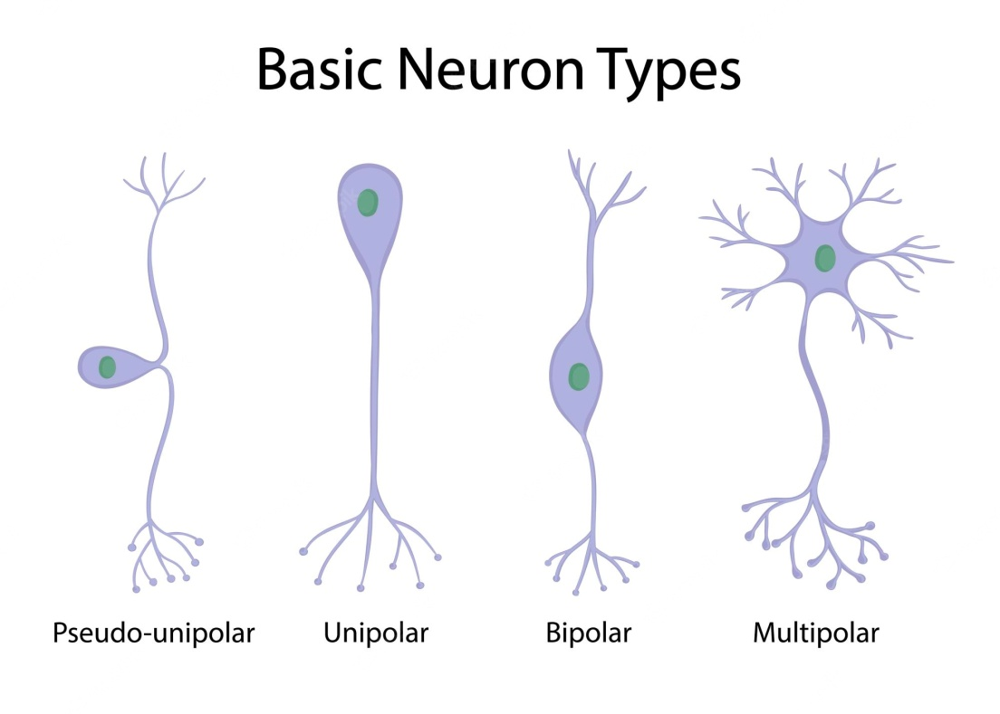 Basic Neuron Types
Pseudo-unipolar
Unipolar
Bipolar
Multipolar